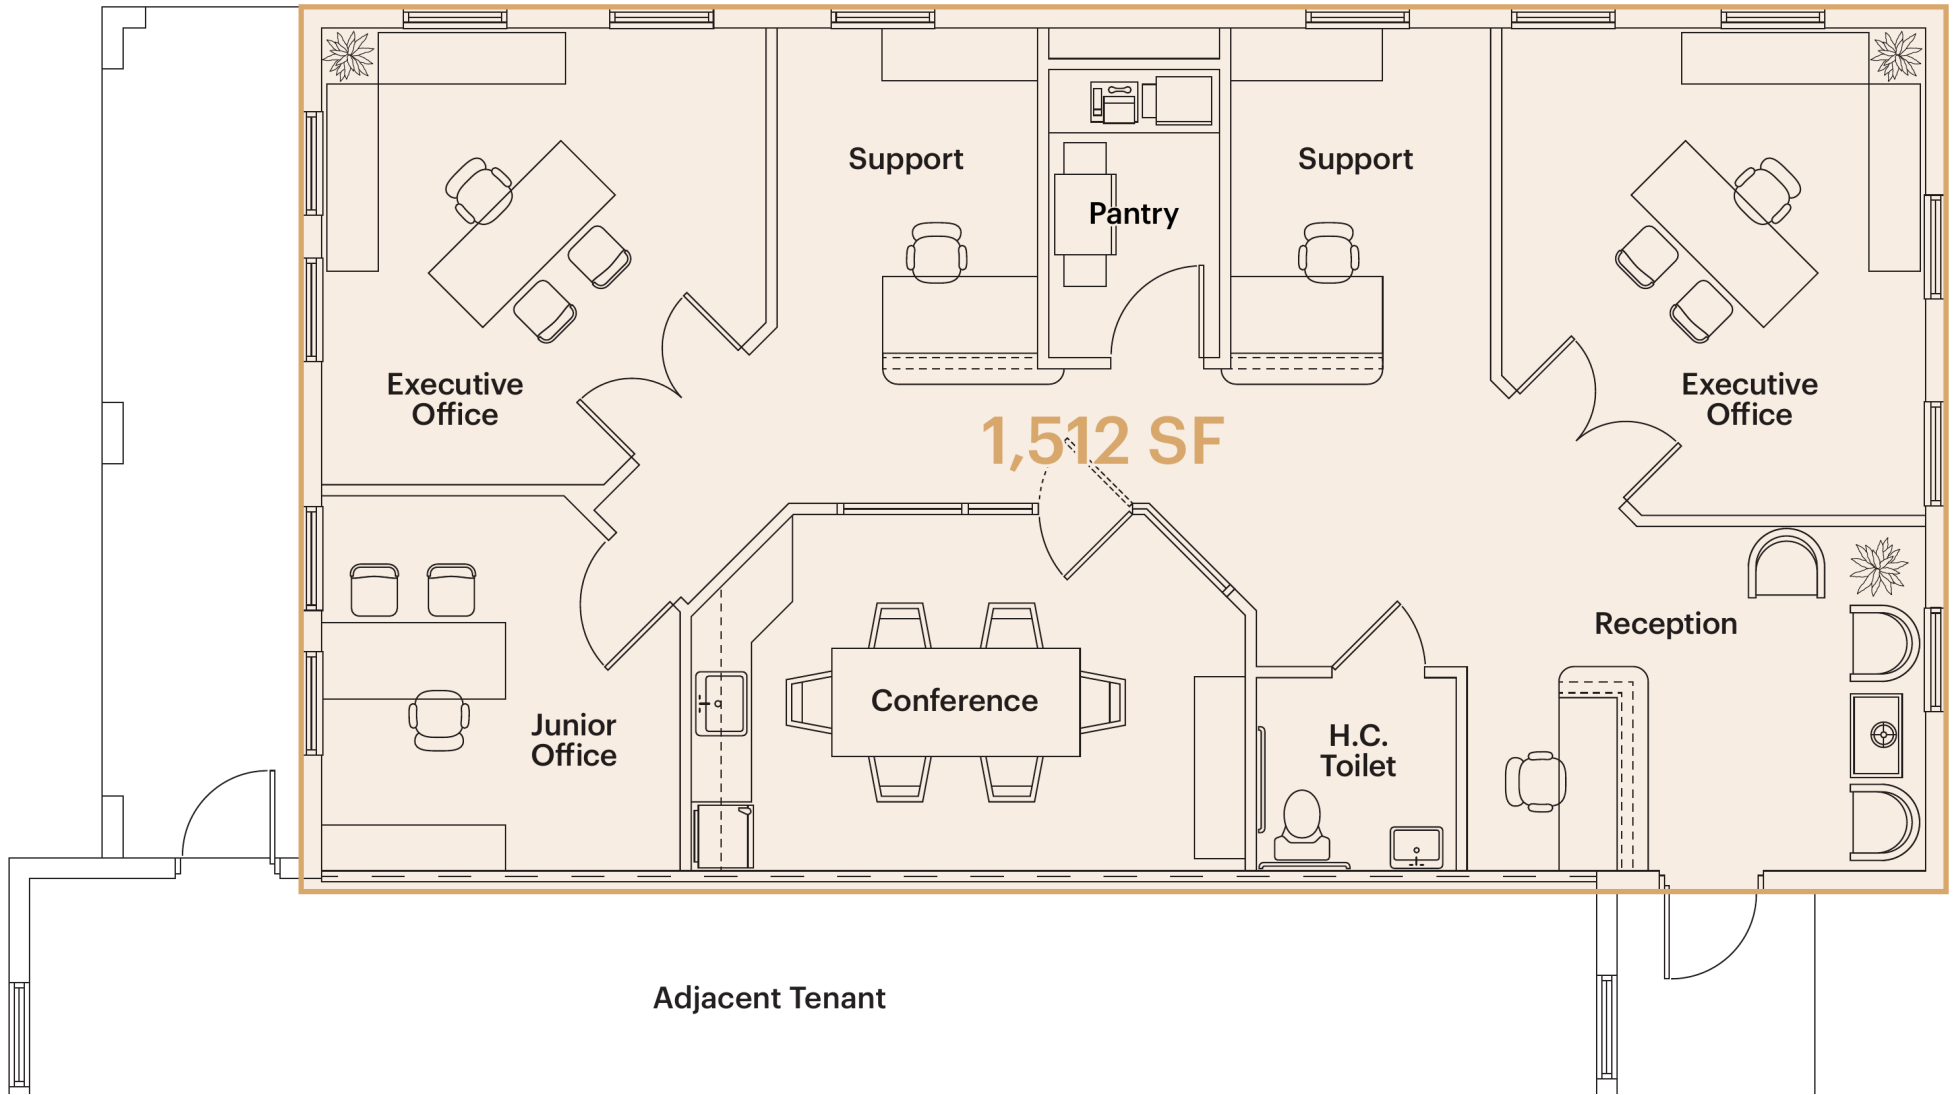 Support
Support
Pantry
Executive
Office
Executive
Office
1,512 SF
Reception
Conference
Junior
Office
H.C.
Toilet
Adjacent Tenant